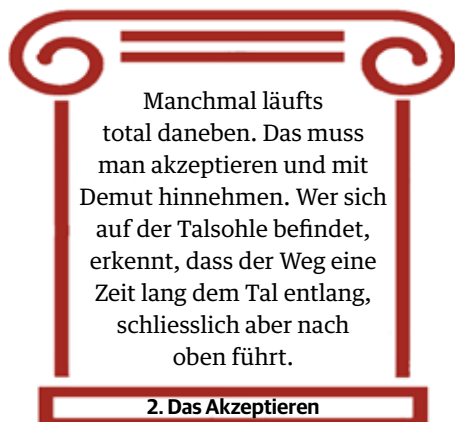 Manchmal läufts
total daneben. Das muss
man akzeptieren und mit
Demut hinnehmen. Wer sich
auf der Talsohle befindet,
erkennt, dass der Weg eine
Zeit lang dem Tal entlang,
schliesslich aber nach
oben führt.
2. Das Akzeptieren